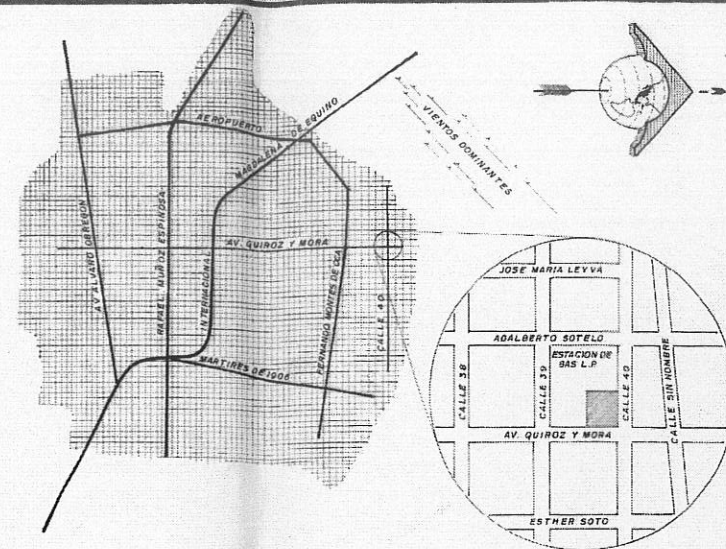 AEROPUERTO
MAGDALENA DE EQUINO
VIENTOS DOMINANTES
AV ALVARO OBREGON
RAFAEL MUÑOZ ESPINOSA
INTERNACIONAL
AV. QUIROZ Y MORA
FERNANDO MONTES DE OCA
CALLE 40
MARTIRES DE 1906
JOSE MARIA LEYVA
ADALBERTO SOTELO
ESTACION DE
GAS L.P.
CALLE 38
CALLE 39
CALLE 40
CALLE SIN NOMBRE
AV. QUIROZ Y MORA
ESTHER SOTO